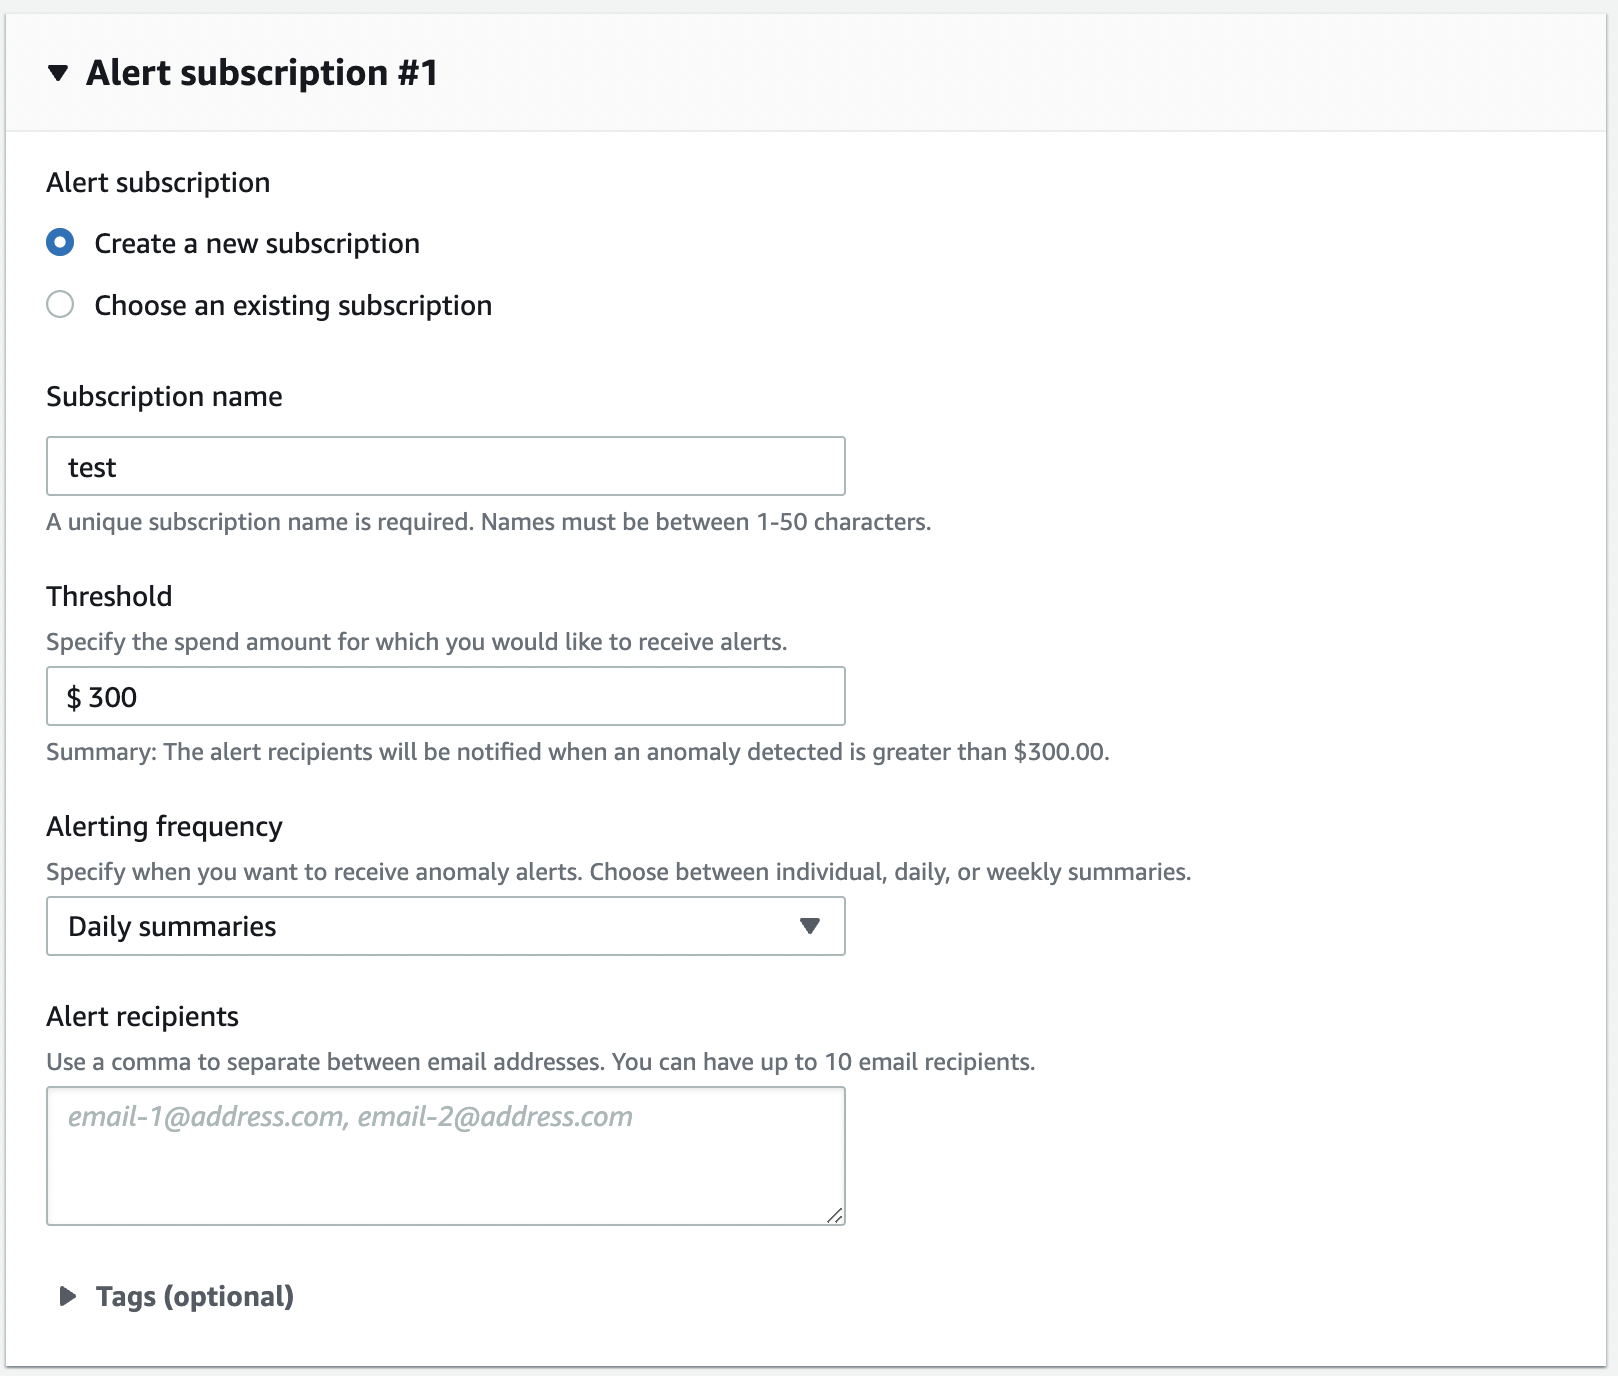 Alert subscription #1
Alert subscription
Create a new subscription
Choose an existing subscription
Subscription name
test
A unique subscription name is required. Names must be between 1-50 characters.
Threshold
Specify the spend amount for which you would like to receive alerts.
$ 300
Summary: The alert recipients will be notified when an anomaly detected is greater than $300.00.
Alerting frequency
Specify when you want to receive anomaly alerts. Choose between individual, daily, or weekly summaries.
Daily summaries
Alert recipients
Use a comma to separate between email addresses. You can have up to 10 email recipients.
email-1@address.com, email-2@address.com
Tags (optional)